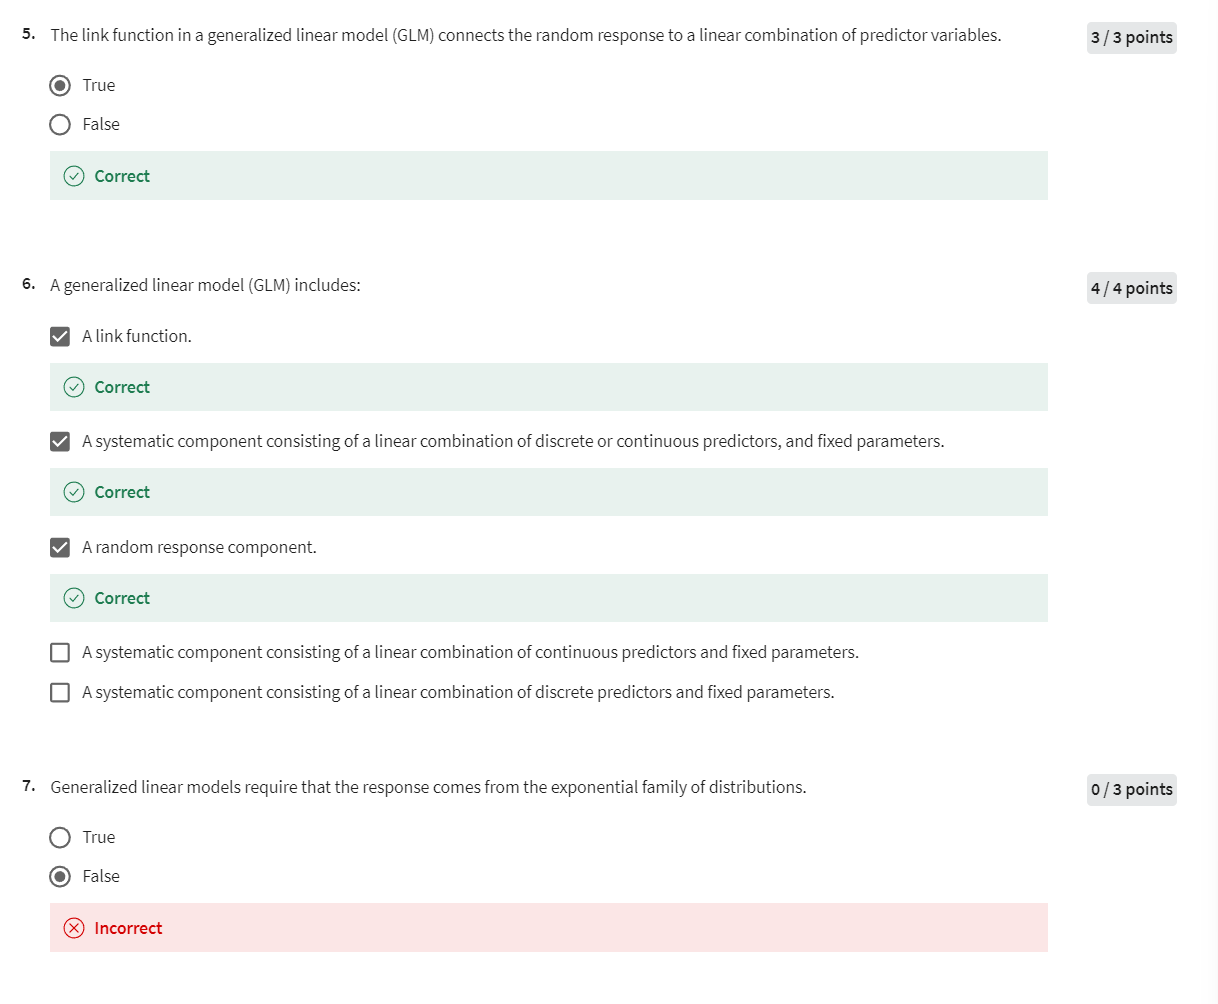 5. The link function in a generalized linear model (GLM) connects the random response to a linear combination of predictor variables.
3 / 3 points
True
False
Correct
6. A generalized linear model (GLM) includes:
4 / 4 points
A link function.
Correct
A systematic component consisting of a linear combination of discrete or continuous predictors, and fixed parameters.
Correct
A random response component.
Correct
A systematic component consisting of a linear combination of continuous predictors and fixed parameters.
A systematic component consisting of a linear combination of discrete predictors and fixed parameters.
7. Generalized linear models require that the response comes from the exponential family of distributions.
0 / 3 points
True
False
Incorrect